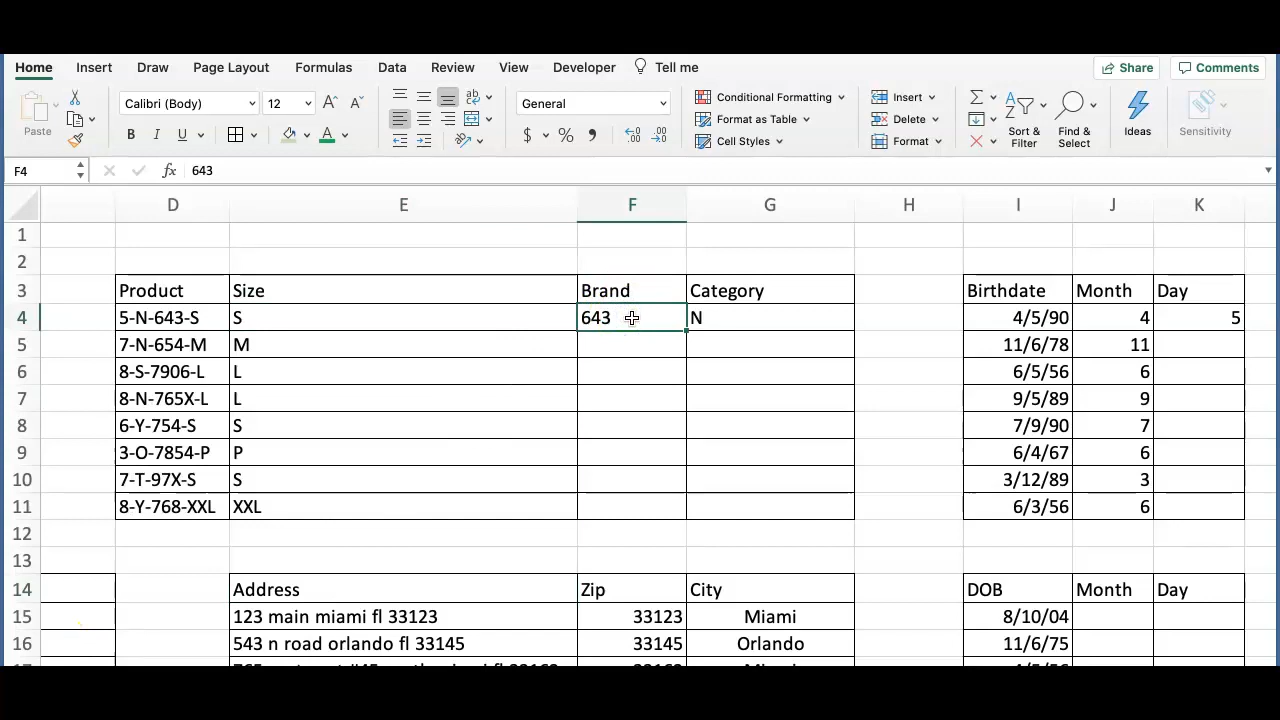 Home Insert Draw Page Layout Formulas Data Review View Developer Tell me Share Comments
Paste Calibri (Body) 12 A A ab General Conditional Formatting Insert
B I U A $ % Format as Table Delete Sort & Filter Find & Select Ideas Sensitivity
Cell Styles Format
F4 fx 643
D E F G H I J K
1
2
3 Product Size Brand Category Birthdate Month Day
4 5-N-643-S S 643 N 4/5/90 4 5
5 7-N-654-M M 11/6/78 11
6 8-S-7906-L L 6/5/56 6
7 8-N-765X-L L 9/5/89 9
8 6-Y-754-S S 7/9/90 7
9 3-O-7854-P P 6/4/67 6
10 7-T-97X-S S 3/12/89 3
11 8-Y-768-XXL XXL 6/3/56 6
12
13
14 Address Zip City DOB Month Day
15 123 main miami fl 33123 33123 Miami 8/10/04
16 543 n road orlando fl 33145 33145 Orlando 11/6/75